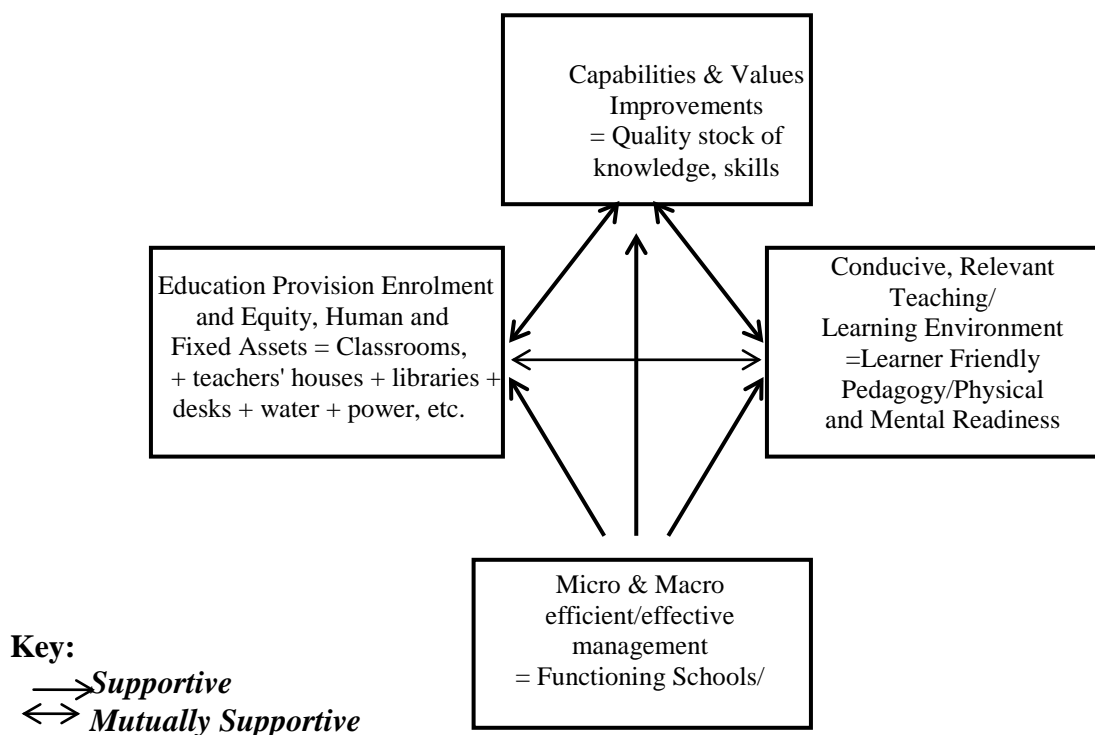 Capabilities & Values
Improvements
= Quality stock of
knowledge, skills
Education Provision Enrolment
and Equity, Human and
Fixed Assets = Classrooms,
+ teachers' houses + libraries +
desks + water + power, etc.
Conducive, Relevant
Teaching/
Learning Environment
=Learner Friendly
Pedagogy/Physical
and Mental Readiness
Micro & Macro
efficient/effective
management
= Functioning Schools/
Key:
Supportive
Mutually Supportive